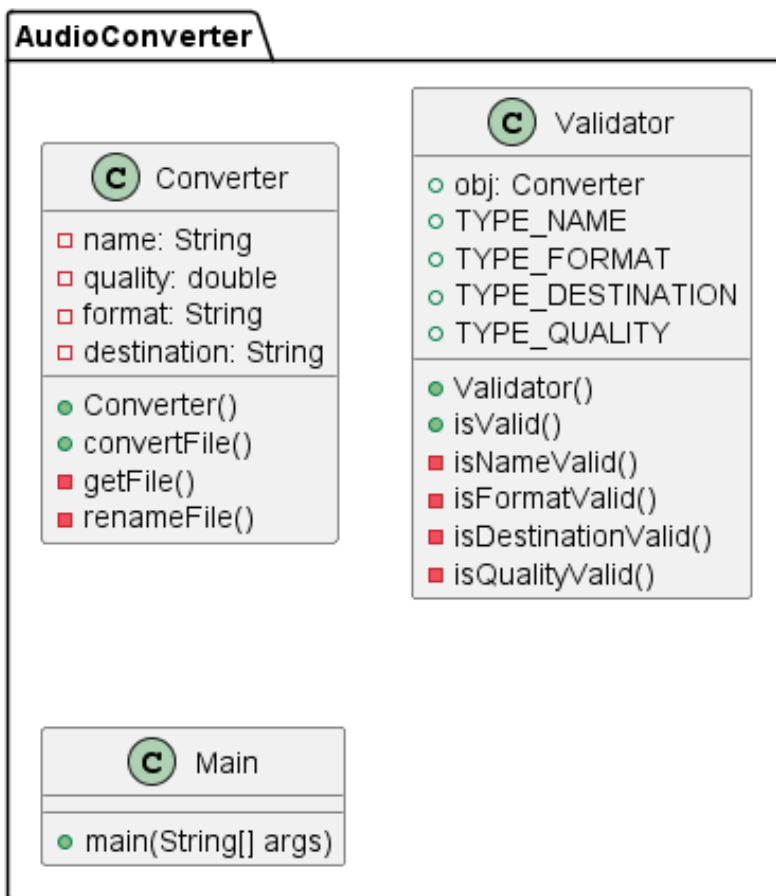 AudioConverter
C Converter
name: String
quality: double
format: String
destination: String
Converter()
convertFile()
getFile()
renameFile()
C Validator
obj: Converter
TYPE_NAME
TYPE_FORMAT
TYPE_DESTINATION
TYPE_QUALITY
Validator()
isValid()
isNameValid()
isFormatValid()
isDestinationValid()
isQualityValid()
C Main
main(String[] args)